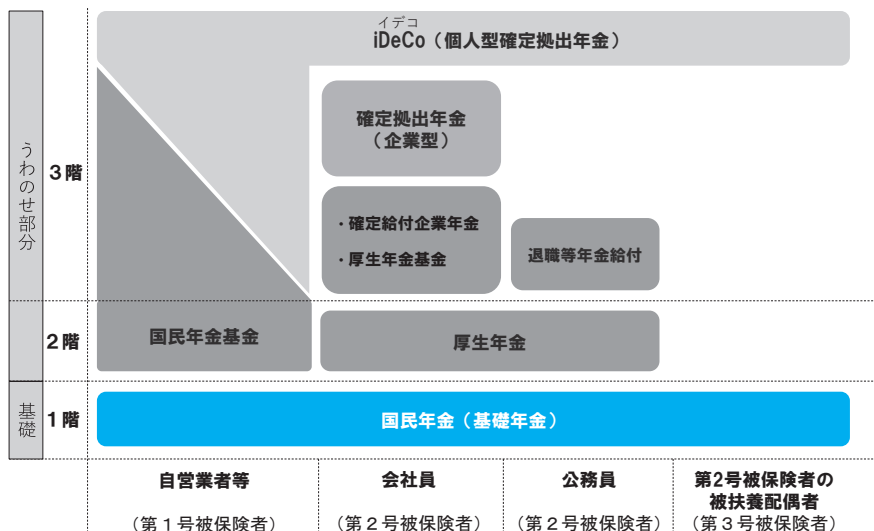 イデコ
iDeCo（個人型確定拠出年金）
確定拠出年金
（企業型）
うわのせ部分
3階
・確定給付企業年金
・厚生年金基金
退職等年金給付
2階
国民年金基金
厚生年金
基礎
1階
国民年金（基礎年金）
自営業者等
（第1号被保険者）
会社員
（第2号被保険者）
公務員
（第2号被保険者）
第2号被保険者の
被扶養配偶者
（第3号被保険者）